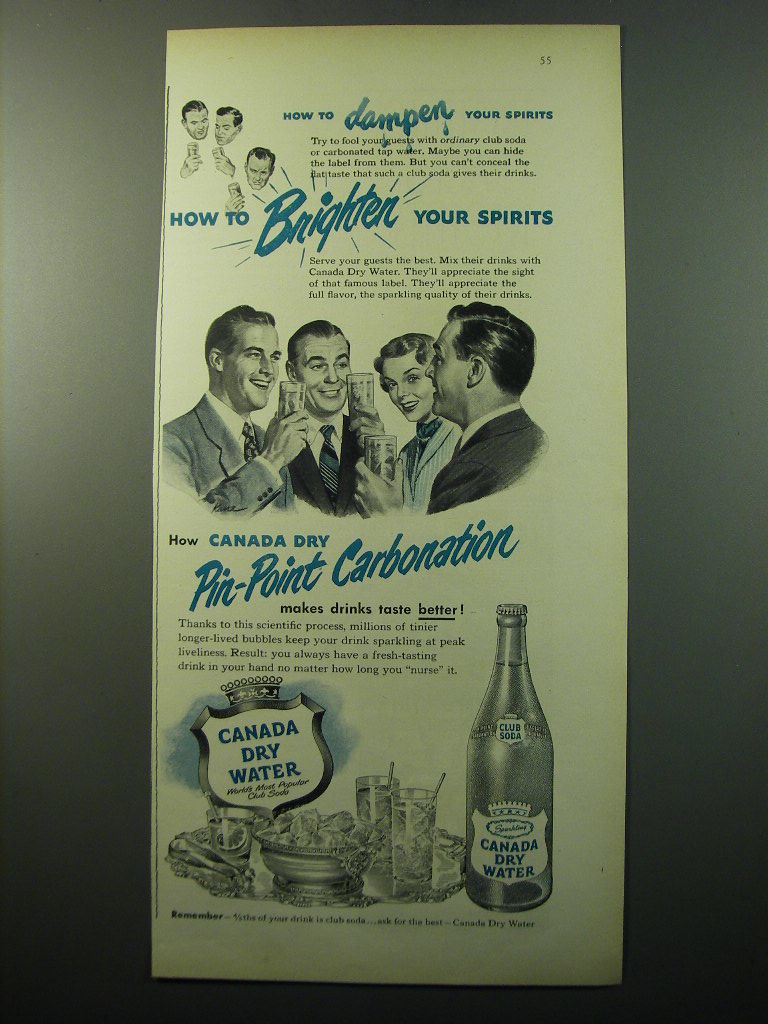 55
HOW TO dampen YOUR SPIRITS
Try to fool your guests with ordinary club soda
or carbonated tap water. Maybe you can hide
the label from them. But you can't conceal the
flat taste that such a club soda gives their drinks.
HOW TO Brighten YOUR SPIRITS
Serve your guests the best. Mix their drinks with
Canada Dry Water. They'll appreciate the sight
of that famous label. They'll appreciate the
full flavor, the sparkling quality of their drinks.
How CANADA DRY
Pin-Point Carbonation
makes drinks taste better!
Thanks to this scientific process, millions of tinier
longer-lived bubbles keep your drink sparkling at peak
liveliness. Result: you always have a fresh-tasting
drink in your hand no matter how long you "nurse" it.
CANADA
DRY
WATER
World's Most Popular
Club Soda
CLUB
SODA
Sparkling
CANADA
DRY
WATER
Remember — 4/5ths of your drink is club soda...ask for the best — Canada Dry Water